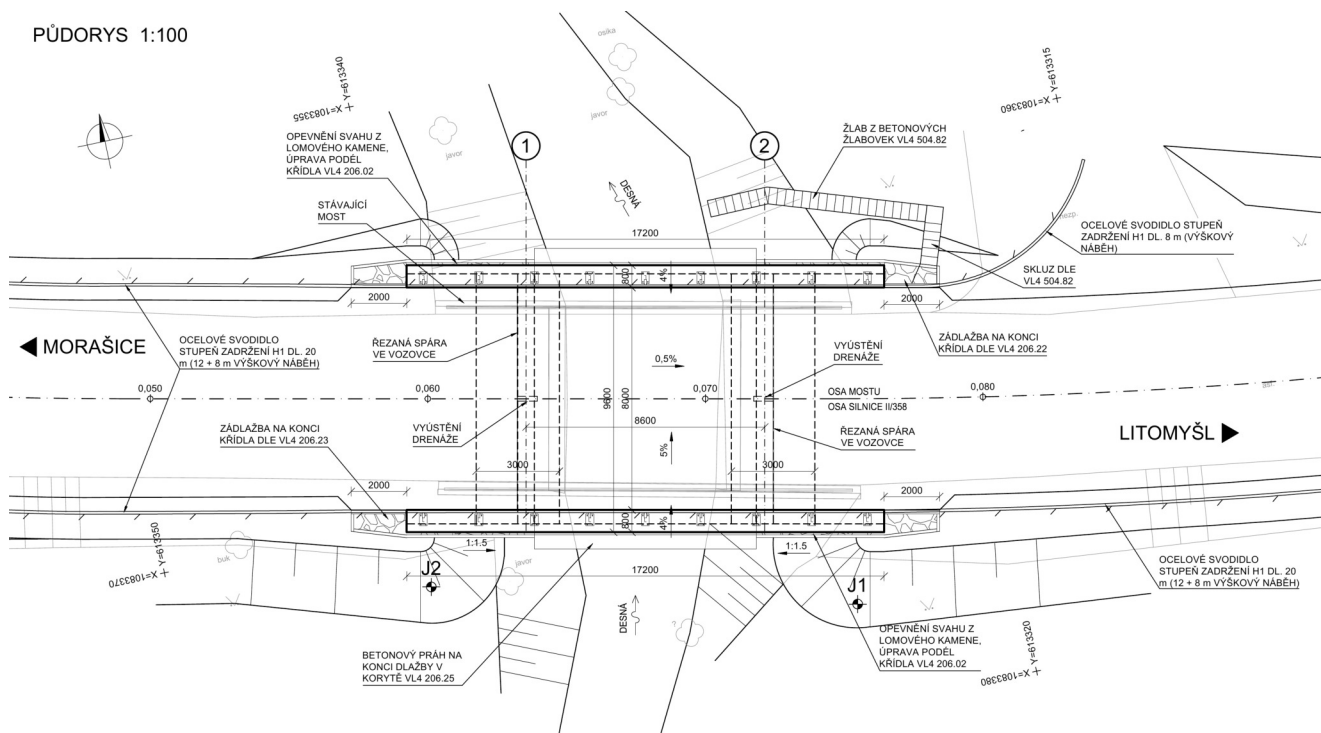 PŮDORYS 1:100
X=1083355
Y=613340
osika
javor
javor
X=1083360
Y=613315
OPEVNĚNÍ SVAHU Z
LOMOVÉHO KAMENE,
ÚPRAVA PODÉL
KŘÍDLA VL4 206.02
1
2
ŽLAB Z BETONOVÝCH
ŽLABOVEK VL4 504.82
DESNÁ
STÁVAJÍCÍ
MOST
nezp.
OCELOVÉ SVODIDLO STUPEŇ
ZADRŽENÍ H1 DL. 8 m (VÝŠKOVÝ
NÁBĚH)
17200
SKLUZ DLE
VL4 504.82
800
4%
2000
2000
MORAŠICE
OCELOVÉ SVODIDLO
STUPEŇ ZADRŽENÍ H1 DL. 20
m (12 + 8 m VÝŠKOVÝ NÁBĚH)
ŘEZANÁ SPÁRA
VE VOZOVCE
0,5%
VYÚSTĚNÍ
DRENÁŽE
ZÁDLAŽBA NA KONCI
KŘÍDLA DLE VL4 206.22
0,050
0,060
0,070
0,080
OSA MOSTU
OSA SILNICE II/358
asf.
9600
8000
8600
ZÁDLAŽBA NA KONCI
KŘÍDLA DLE VL4 206.23
VYÚSTĚNÍ
DRENÁŽE
5%
ŘEZANÁ SPÁRA
VE VOZOVCE
LITOMYŠL
3000
3000
2000
2000
800
4%
X=1083370
Y=613350
buk
1:1.5
1:1.5
javor
17200
J2
J1
OCELOVÉ SVODIDLO
STUPEŇ ZADRŽENÍ H1 DL. 20
m (12 + 8 m VÝŠKOVÝ NÁBĚH)
DESNÁ
?
OPEVNĚNÍ SVAHU Z
LOMOVÉHO KAMENE,
ÚPRAVA PODÉL
KŘÍDLA VL4 206.02
BETONOVÝ PRÁH NA
KONCI DLAŽBY V
KORYTĚ VL4 206.25
X=1083380
Y=613320